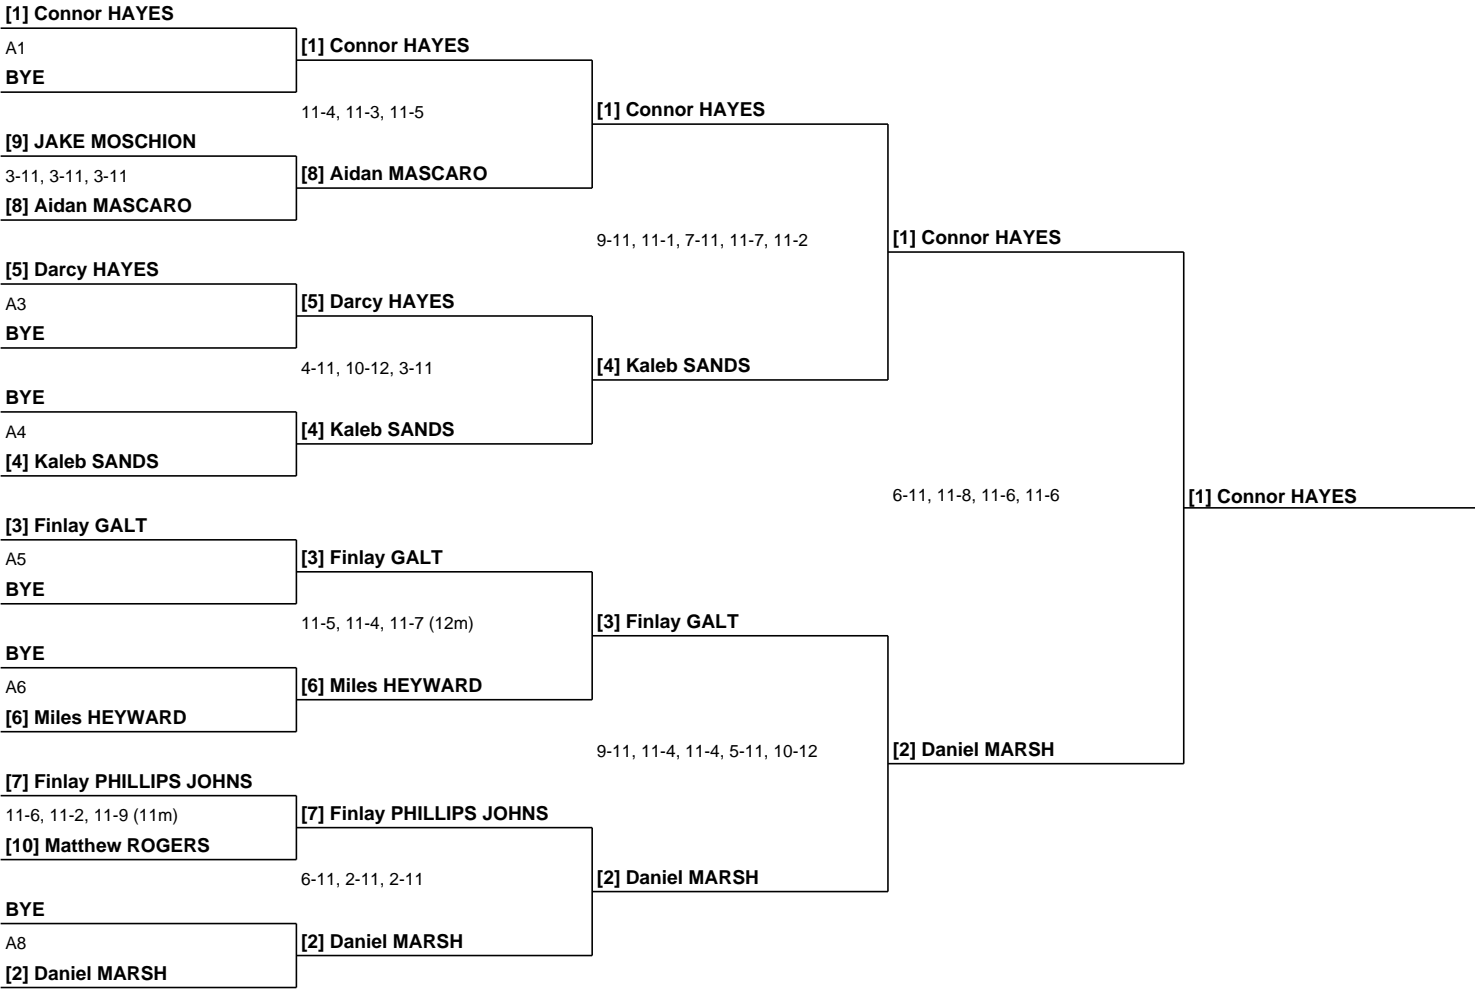 [1] Connor HAYES
A1
BYE
[9] JAKE MOSCHION
3-11, 3-11, 3-11
[8] Aidan MASCARO
[5] Darcy HAYES
A3
BYE
BYE
A4
[4] Kaleb SANDS
[3] Finlay GALT
A5
BYE
BYE
A6
[6] Miles HEYWARD
[7] Finlay PHILLIPS JOHNS
11-6, 11-2, 11-9 (11m)
[10] Matthew ROGERS
BYE
A8
[2] Daniel MARSH
[1] Connor HAYES
11-4, 11-3, 11-5
[8] Aidan MASCARO
[5] Darcy HAYES
4-11, 10-12, 3-11
[4] Kaleb SANDS
[3] Finlay GALT
11-5, 11-4, 11-7 (12m)
[6] Miles HEYWARD
[7] Finlay PHILLIPS JOHNS
6-11, 2-11, 2-11
[2] Daniel MARSH
[1] Connor HAYES
9-11, 11-1, 7-11, 11-7, 11-2
[4] Kaleb SANDS
[3] Finlay GALT
9-11, 11-4, 11-4, 5-11, 10-12
[2] Daniel MARSH
[1] Connor HAYES
6-11, 11-8, 11-6, 11-6
[2] Daniel MARSH
[1] Connor HAYES